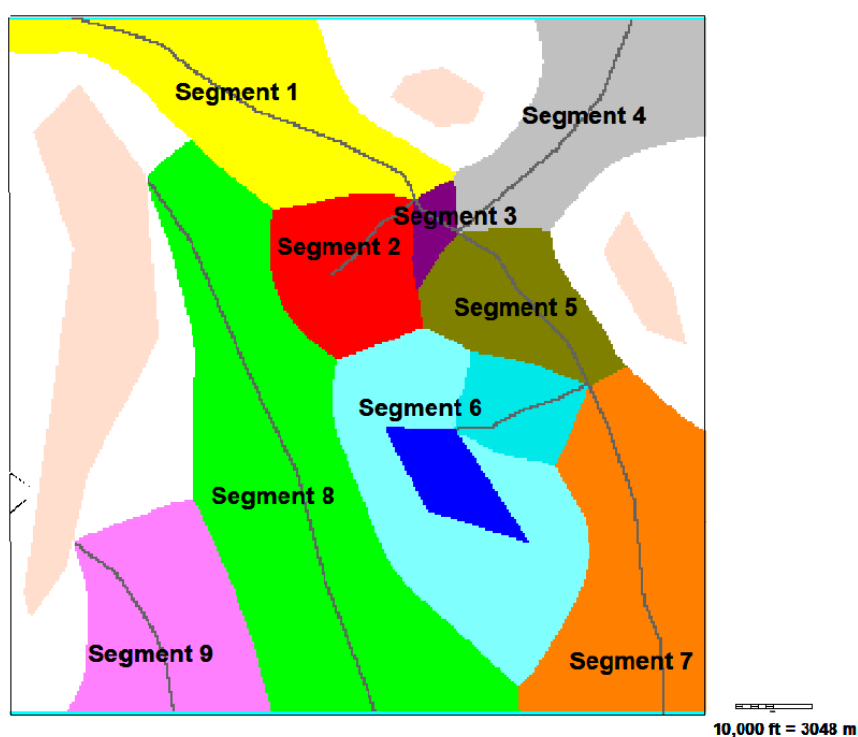 Segment 1
Segment 4
Segment 3
Segment 2
Segment 5
Segment 6
Segment 8
Segment 9
Segment 7
10,000 ft = 3048 m